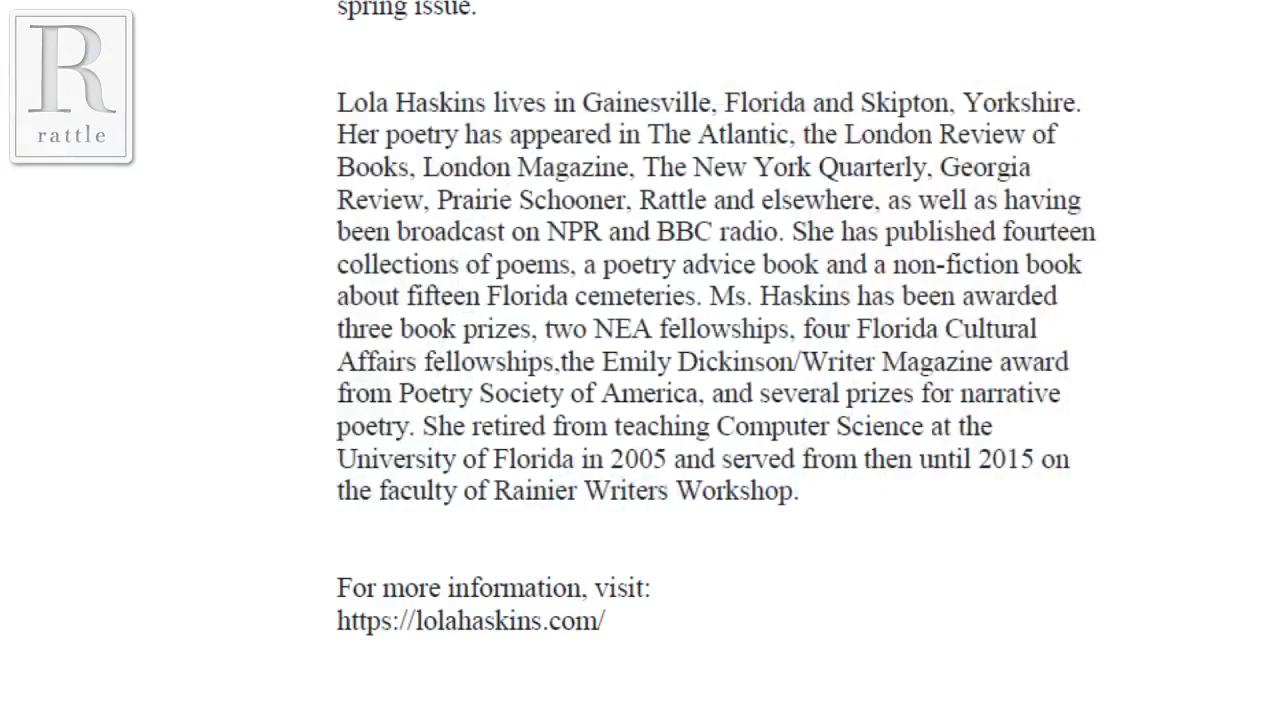 spring issue.
R
rattle
Lola Haskins lives in Gainesville, Florida and Skipton, Yorkshire.
Her poetry has appeared in The Atlantic, the London Review of
Books, London Magazine, The New York Quarterly, Georgia
Review, Prairie Schooner, Rattle and elsewhere, as well as having
been broadcast on NPR and BBC radio. She has published fourteen
collections of poems, a poetry advice book and a non-fiction book
about fifteen Florida cemeteries. Ms. Haskins has been awarded
three book prizes, two NEA fellowships, four Florida Cultural
Affairs fellowships,the Emily Dickinson/Writer Magazine award
from Poetry Society of America, and several prizes for narrative
poetry. She retired from teaching Computer Science at the
University of Florida in 2005 and served from then until 2015 on
the faculty of Rainier Writers Workshop.
For more information, visit:
https://lolahaskins.com/